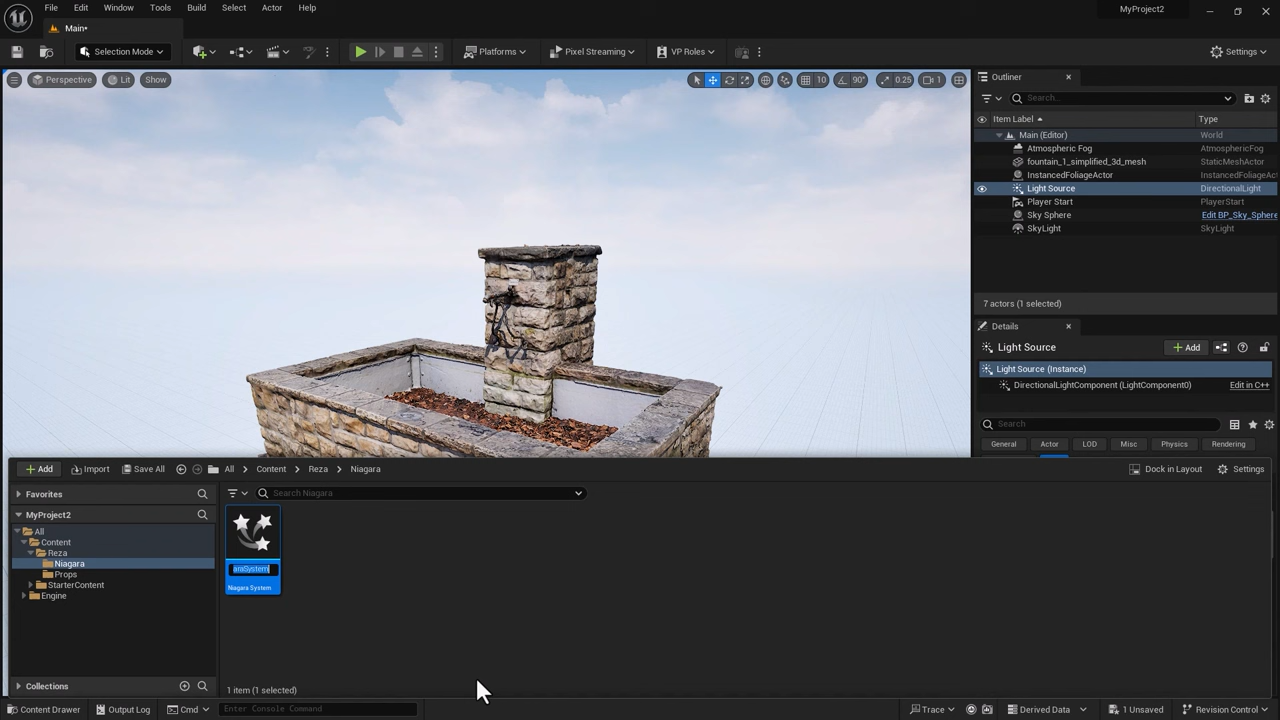 File Edit Window Tools Build Select Actor Help
MyProject2
Main*
Selection Mode
Platforms
Pixel Streaming
VP Roles
Settings
Perspective
Lit
Show
10
90°
0.25
1
Outliner
Search...
Item Label
Type
Main (Editor)
World
Atmospheric Fog
AtmosphericFog
fountain_1_simplified_3d_mesh
StaticMeshActor
InstancedFoliageActor
InstancedFoliageAct
Light Source
DirectionalLight
Player Start
PlayerStart
Sky Sphere
Edit BP_Sky_Sphere
SkyLight
SkyLight
7 actors (1 selected)
Details
Light Source
Add
Light Source (Instance)
DirectionalLightComponent (LightComponent0)
Edit in C++
Search
General
Actor
LOD
Misc
Physics
Rendering
Add
Import
Save All
All > Content > Reza > Niagara
Dock in Layout
Settings
Favorites
Search Niagara
MyProject2
All
Content
Reza
Niagara
Props
StarterContent
Engine
araSystem
Niagara System
Collections
1 item (1 selected)
Content Drawer
Output Log
Cmd
Enter Console Command
Trace
Derived Data
1 Unsaved
Revision Control